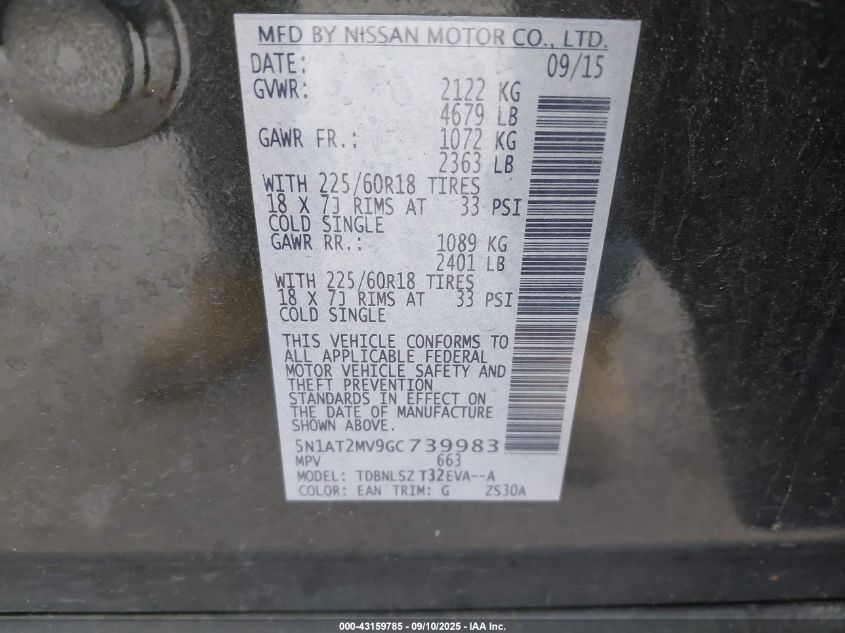 MFD BY NISSAN MOTOR CO., LTD.
DATE: 09/15
GVWR: 2122 KG
4679 LB
GAWR FR.: 1072 KG
2363 LB
WITH 225/60R18 TIRES
18 X 7J RIMS AT 33 PSI
COLD SINGLE
GAWR RR.: 1089 KG
2401 LB
WITH 225/60R18 TIRES
18 X 7J RIMS AT 33 PSI
COLD SINGLE
THIS VEHICLE CONFORMS TO
ALL APPLICABLE FEDERAL
MOTOR VEHICLE SAFETY AND
THEFT PREVENTION
STANDARDS IN EFFECT ON
THE DATE OF MANUFACTURE
SHOWN ABOVE.
5N1AT2MV9GC739983
MPV 663
MODEL: TDBNLSZ T32EVA--A
COLOR: EAN TRIM: G ZS30A
000-43159785 - 09/10/2025 - IAA Inc.